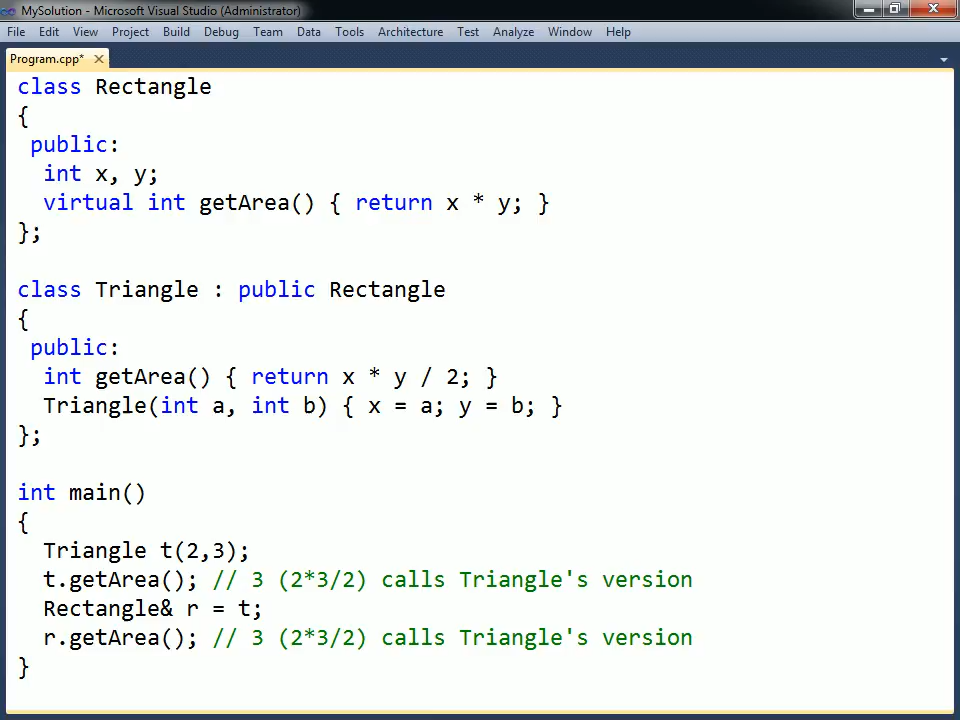 MySolution - Microsoft Visual Studio (Administrator)
File Edit View Project Build Debug Team Data Tools Architecture Test Analyze Window Help
Program.cpp*
class Rectangle
{
 public:
  int x, y;
  virtual int getArea() { return x * y; }
};

class Triangle : public Rectangle
{
 public:
  int getArea() { return x * y / 2; }
  Triangle(int a, int b) { x = a; y = b; }
};

int main()
{
  Triangle t(2,3);
  t.getArea(); // 3 (2*3/2) calls Triangle's version
  Rectangle& r = t;
  r.getArea(); // 3 (2*3/2) calls Triangle's version
}